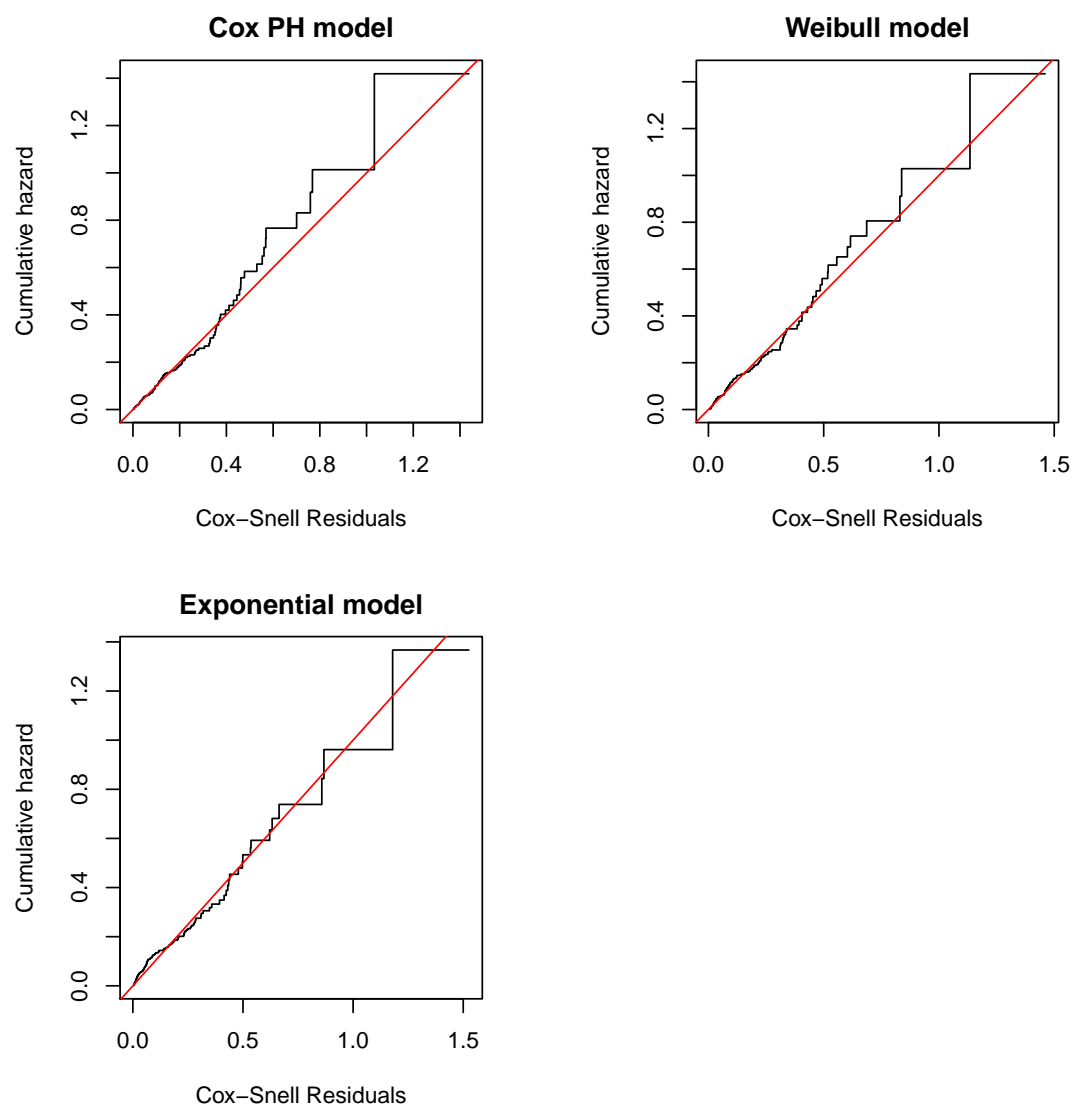 Cox PH model
Cumulative hazard
0.0 0.4 0.8 1.2
0.0 0.4 0.8 1.2
Cox−Snell Residuals
Weibull model
Cumulative hazard
0.0 0.4 0.8 1.2
0.0 0.5 1.0 1.5
Cox−Snell Residuals
Exponential model
Cumulative hazard
0.0 0.4 0.8 1.2
0.0 0.5 1.0 1.5
Cox−Snell Residuals